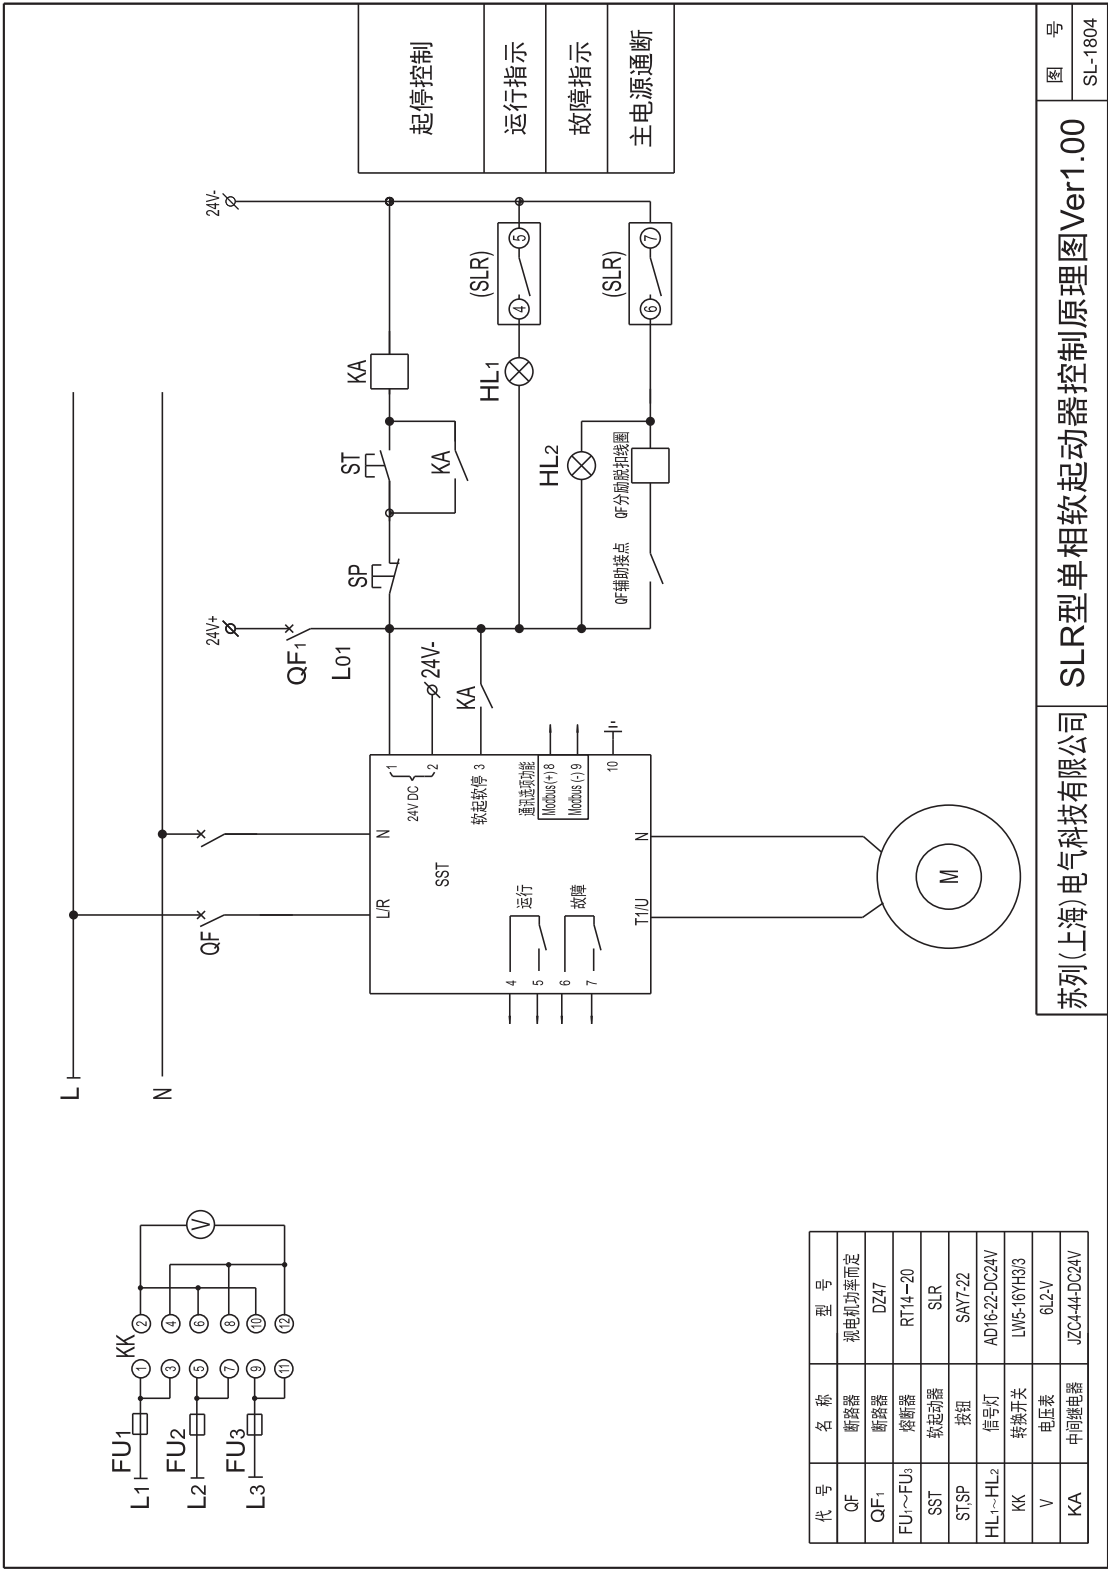 L
N
QF
24V+
QF1
L01
24V-
KA
SP
ST
KA
KA
24V-
HL1
(SLR)
4
5
HL2
QF辅助接点
QF分励脱扣线圈
(SLR)
6
7
起停控制
运行指示
故障指示
主电源通断
L/R
N
SST
1
2
24V DC
软起软停 3
通讯选项功能
Modbus(+) 8
Modbus (-) 9
10
4
5
6
7
运行
故障
T1/U
N
M
FU1
FU2
FU3
L1
L2
L3
KK
1
3
5
7
9
11
2
4
6
8
10
12
V
代 号 名 称 型 号
QF 断路器 视电机功率而定
QF1 断路器 DZ47
FU1～FU3 熔断器 RT14－20
SST 软起动器 SLR
ST,SP 按钮 SAY7-22
HL1～HL2 信号灯 AD16-22-DC24V
KK 转换开关 LW5-16YH3/3
V 电压表 6L2-V
KA 中间继电器 JZC4-44-DC24V
苏列(上海)电气科技有限公司
SLR型单相软起动器控制原理图Ver1.00
图 号
SL-1804